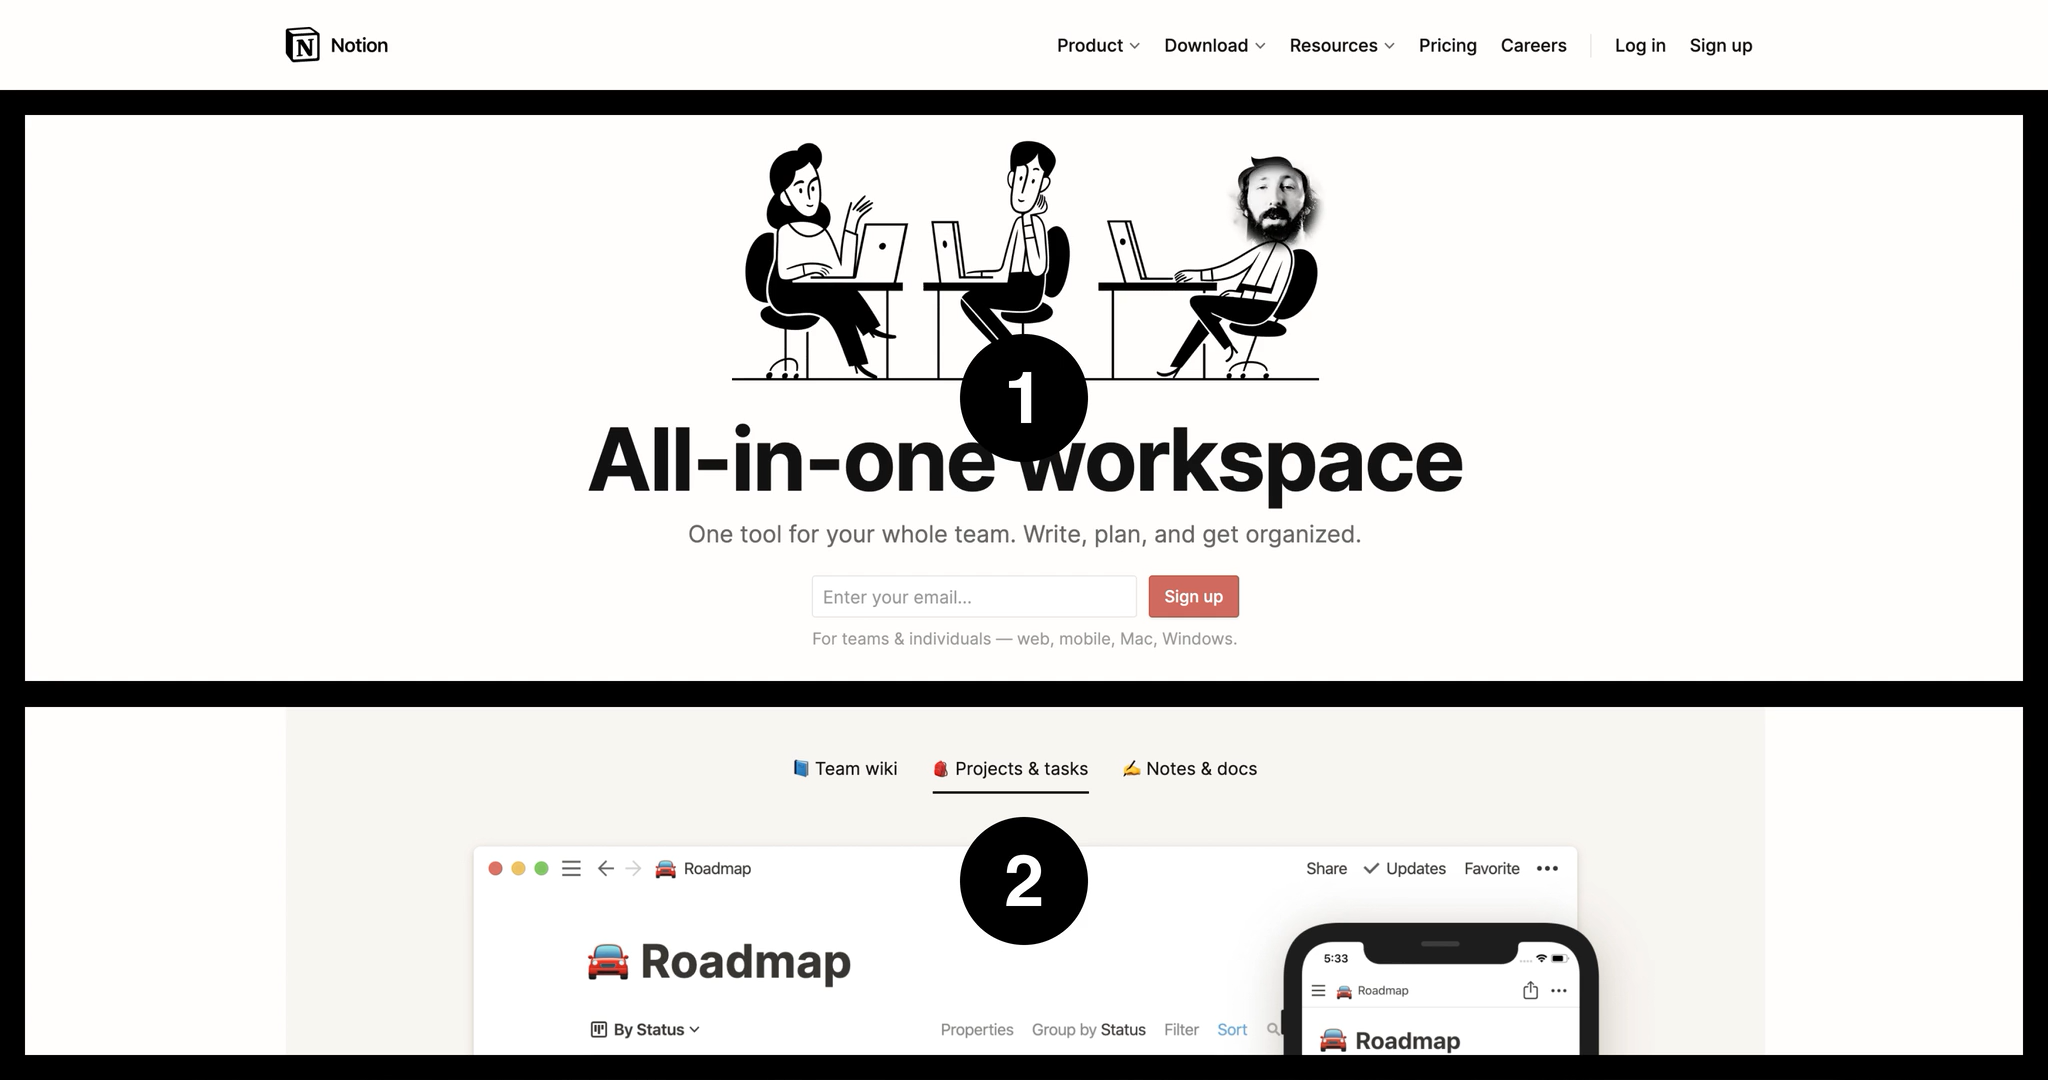 Notion
Product Download Resources Pricing Careers Log in Sign up
1
All-in-one workspace
One tool for your whole team. Write, plan, and get organized.
Enter your email... Sign up
For teams & individuals — web, mobile, Mac, Windows.
Team wiki Projects & tasks Notes & docs
2
Roadmap Share Updates Favorite
Roadmap
By Status Properties Group by Status Filter Sort
5:33
Roadmap
Roadmap